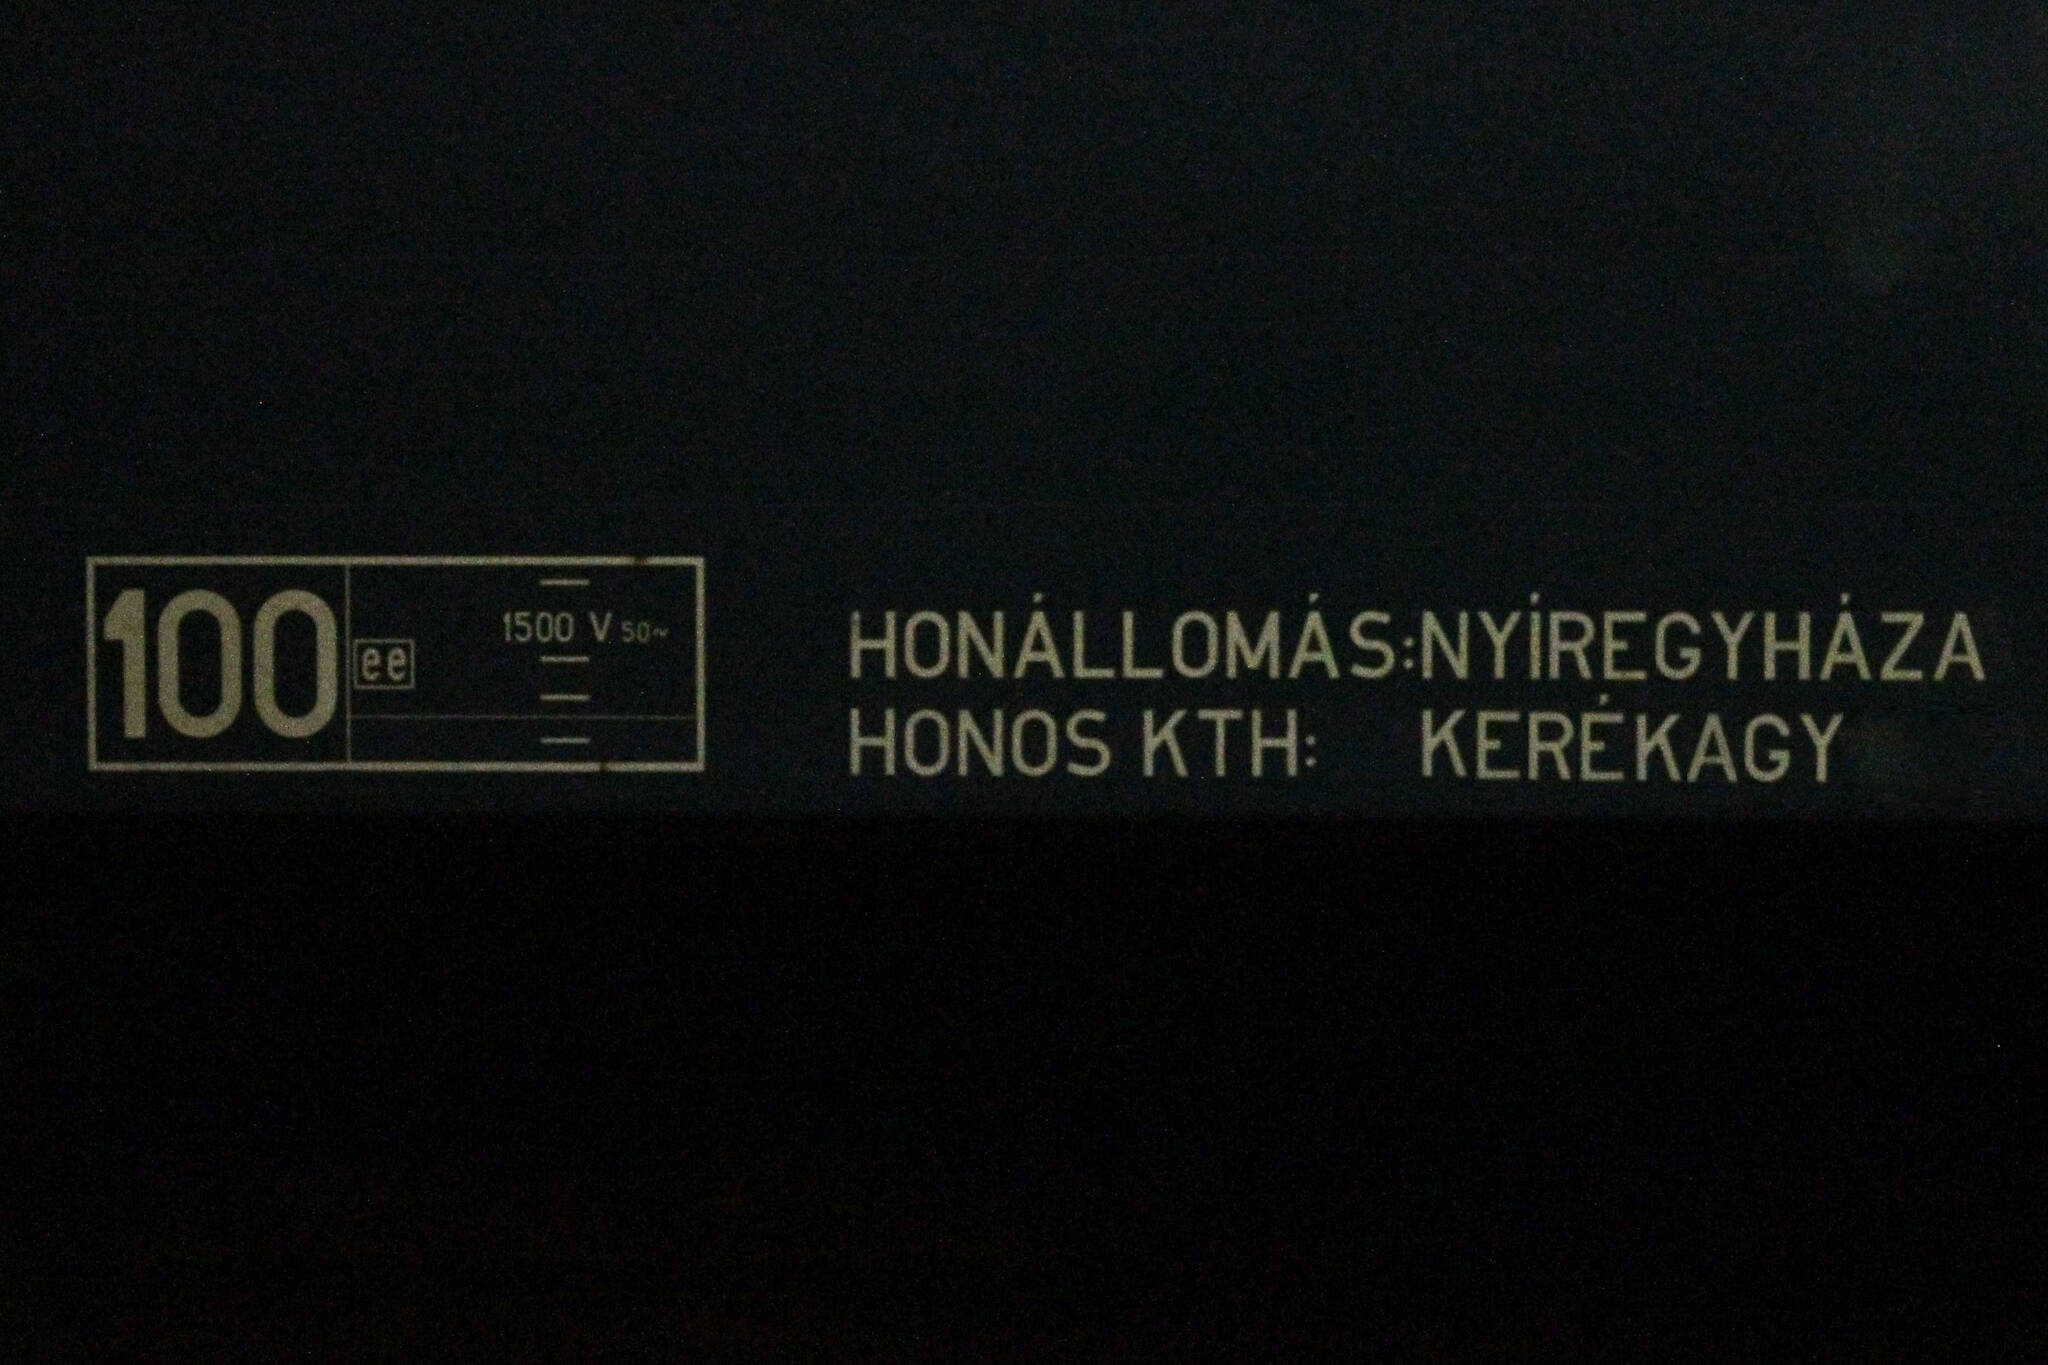 100
ee
1500 V 50~
HONÁLLOMÁS:NYÍREGYHÁZA
HONOS KTH: KERÉKAGY